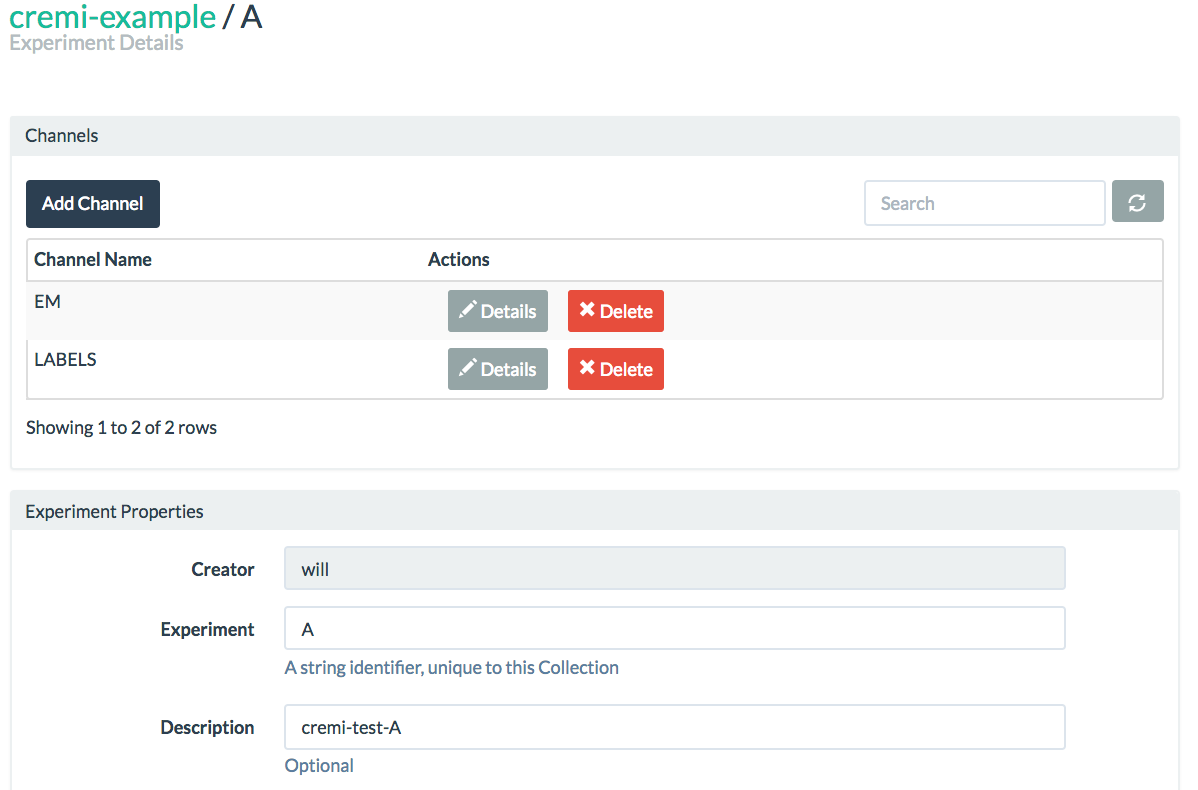 cremi-example / A
Experiment Details
Channels
Add Channel
Search
Channel Name Actions
EM Details Delete
LABELS Details Delete
Showing 1 to 2 of 2 rows
Experiment Properties
Creator will
Experiment A
A string identifier, unique to this Collection
Description cremi-test-A
Optional